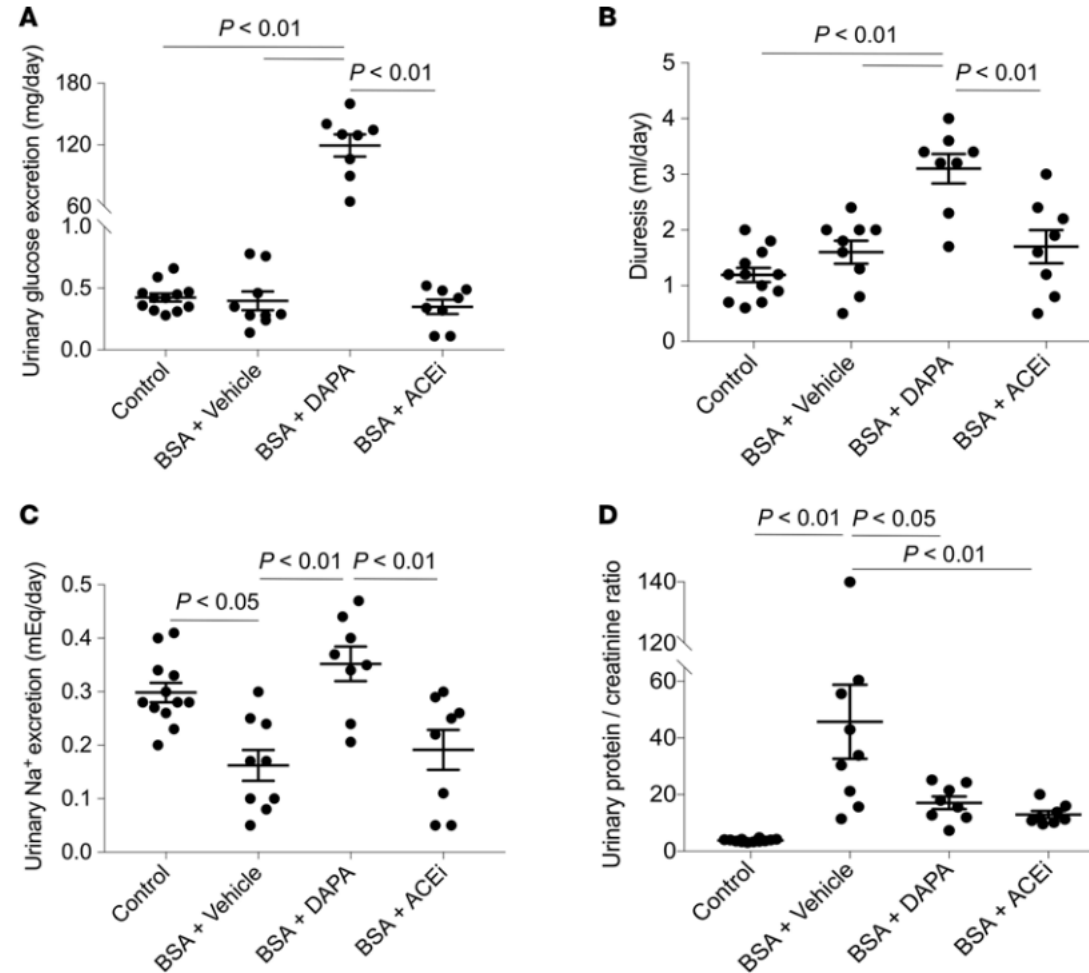 A
P < 0.01
P < 0.01
Urinary glucose excretion (mg/day)
180
120
60
1.0
0.5
0.0
Control
BSA + Vehicle
BSA + DAPA
BSA + ACEi
B
P < 0.01
P < 0.01
Diuresis (ml/day)
5
4
3
2
1
0
Control
BSA + Vehicle
BSA + DAPA
BSA + ACEi
C
P < 0.01
P < 0.01
P < 0.05
Urinary Na⁺ excretion (mEq/day)
0.5
0.4
0.3
0.2
0.1
0.0
Control
BSA + Vehicle
BSA + DAPA
BSA + ACEi
D
P < 0.01
P < 0.05
P < 0.01
Urinary protein / creatinine ratio
140
120
60
40
20
0
Control
BSA + Vehicle
BSA + DAPA
BSA + ACEi